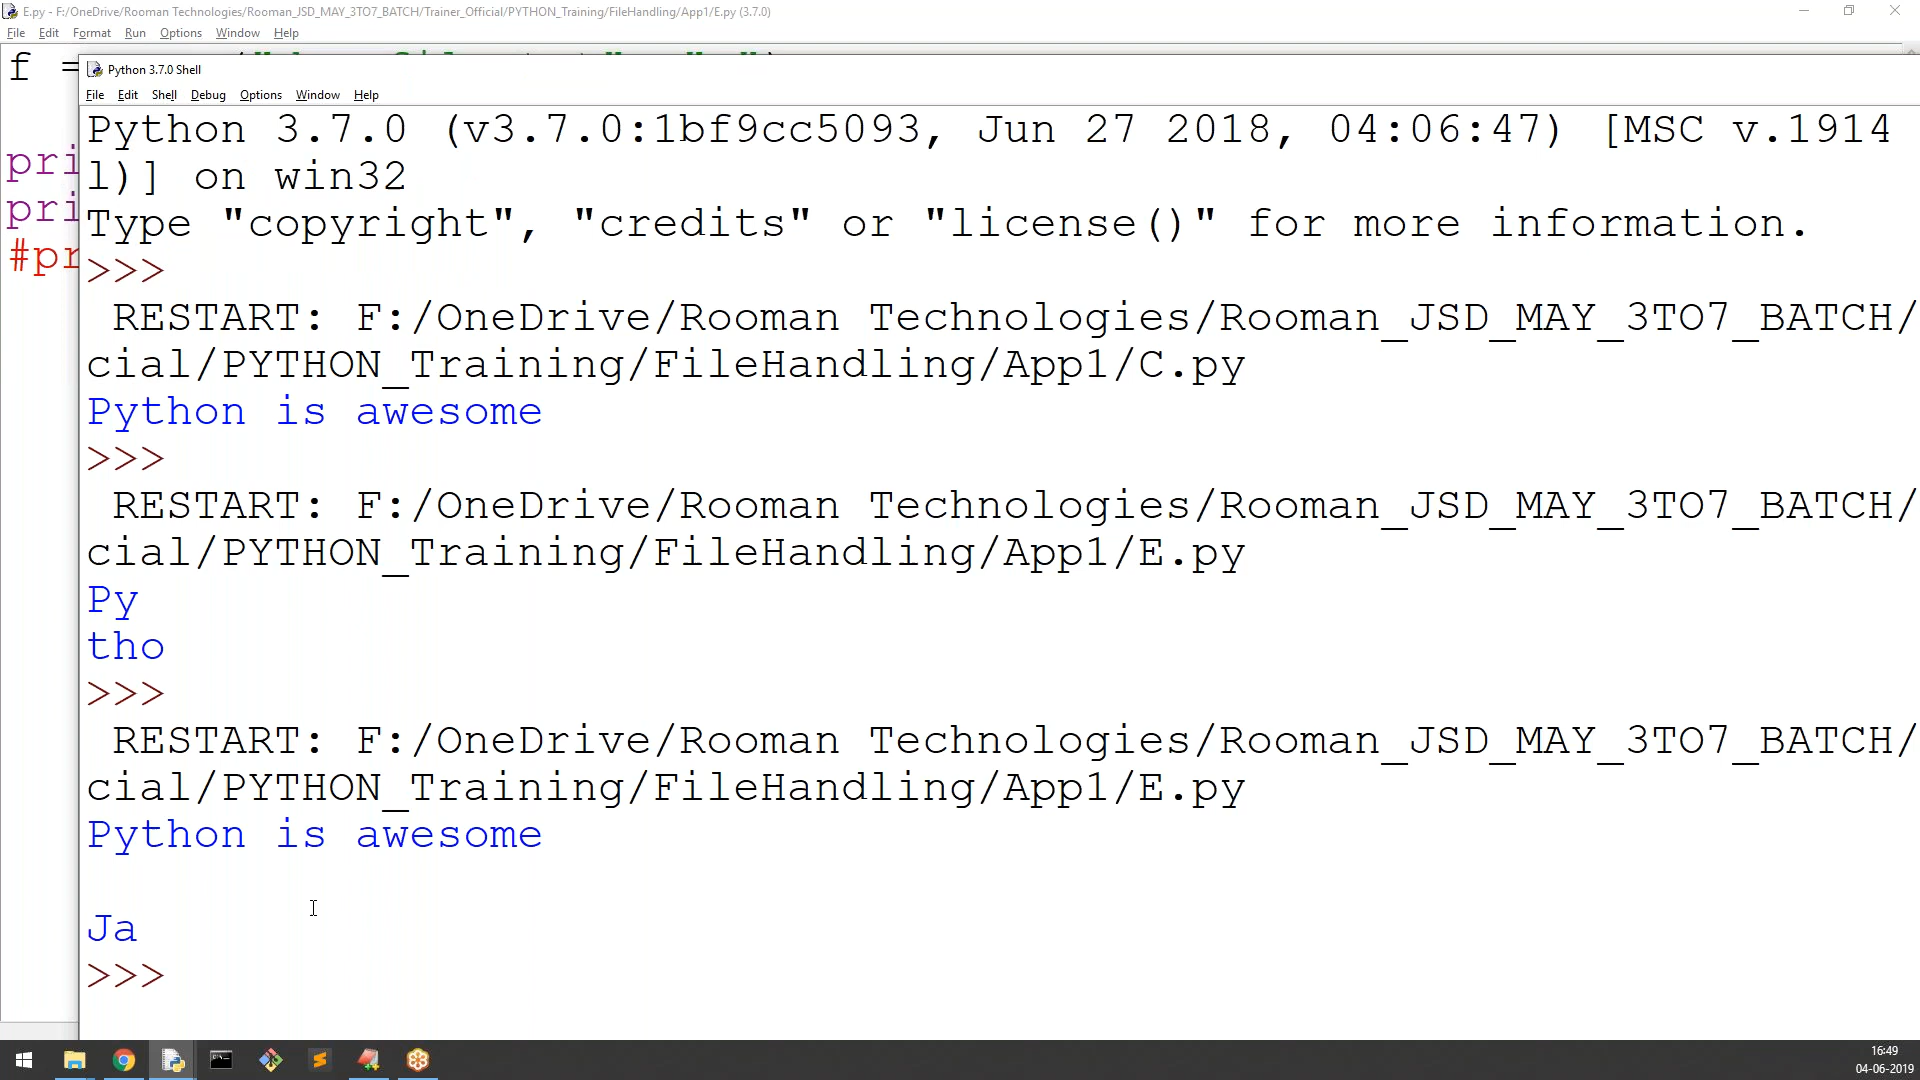 E.py - F:/OneDrive/Rooman Technologies/Rooman_JSD_MAY_3TO7_BATCH/Trainer_Official/PYTHON_Training/FileHandling/App1/E.py (3.7.0)
File Edit Format Run Options Window Help
f =
Python 3.7.0 Shell
File Edit Shell Debug Options Window Help
Python 3.7.0 (v3.7.0:1bf9cc5093, Jun 27 2018, 04:06:47) [MSC v.1914
pri
l)] on win32
pri
Type "copyright", "credits" or "license()" for more information.
#pr
>>>
RESTART: F:/OneDrive/Rooman Technologies/Rooman_JSD_MAY_3TO7_BATCH/
cial/PYTHON_Training/FileHandling/App1/C.py
Python is awesome
>>>
RESTART: F:/OneDrive/Rooman Technologies/Rooman_JSD_MAY_3TO7_BATCH/
cial/PYTHON_Training/FileHandling/App1/E.py
Py
tho
>>>
RESTART: F:/OneDrive/Rooman Technologies/Rooman_JSD_MAY_3TO7_BATCH/
cial/PYTHON_Training/FileHandling/App1/E.py
Python is awesome
Ja
>>>
16:49
04-06-2019